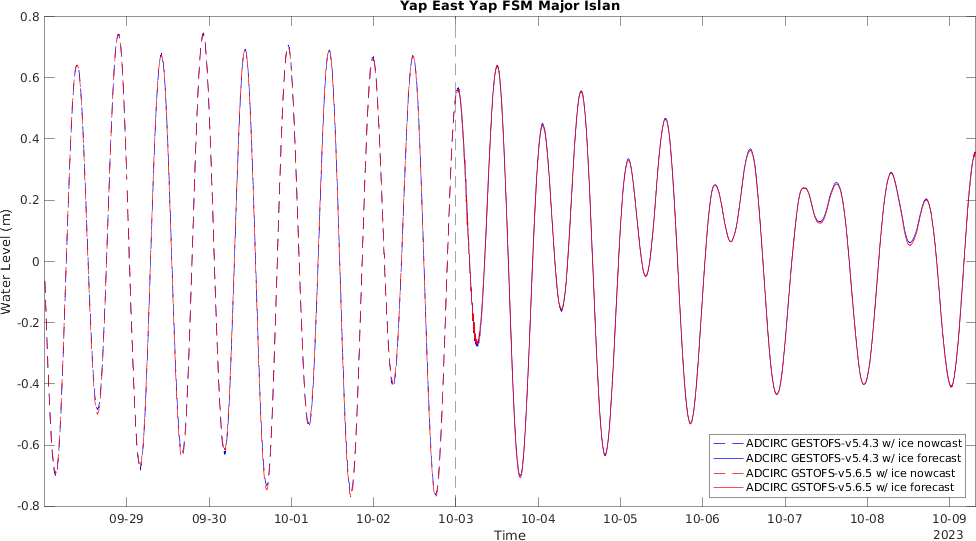 Yap East Yap FSM Major Islan
0.8
0.6
0.4
0.2
0
-0.2
-0.4
-0.6
-0.8
Water Level (m)
09-29 09-30 10-01 10-02 10-03 10-04 10-05 10-06 10-07 10-08 10-09
2023
Time
ADCIRC GESTOFS-v5.4.3 w/ ice nowcast
ADCIRC GESTOFS-v5.4.3 w/ ice forecast
ADCIRC GSTOFS-v5.6.5 w/ ice nowcast
ADCIRC GSTOFS-v5.6.5 w/ ice forecast